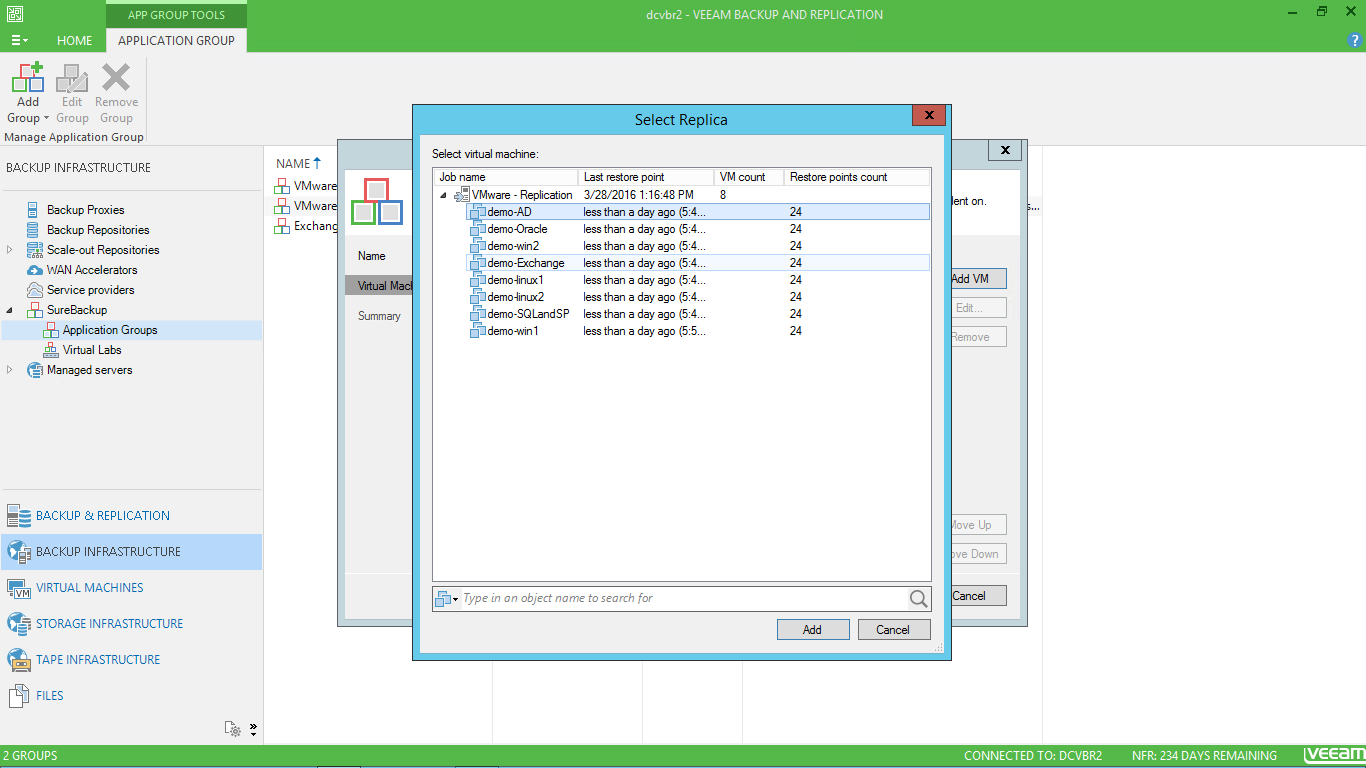 APP GROUP TOOLS
dcvbr2 - VEEAM BACKUP AND REPLICATION
HOME
APPLICATION GROUP
Add Group
Edit Group
Remove Group
Manage Application Group
BACKUP INFRASTRUCTURE
Backup Proxies
Backup Repositories
Scale-out Repositories
WAN Accelerators
Service providers
SureBackup
Application Groups
Virtual Labs
Managed servers
BACKUP & REPLICATION
BACKUP INFRASTRUCTURE
VIRTUAL MACHINES
STORAGE INFRASTRUCTURE
TAPE INFRASTRUCTURE
FILES
NAME
VMware
VMware
Exchang
Name
Virtual Macl
Summary
dent on.
s...
Add VM
Edit...
Remove
Move Up
ove Down
Cancel
Select Replica
Select virtual machine:
Job name Last restore point VM count Restore points count
VMware - Replication 3/28/2016 1:16:48 PM 8
demo-AD less than a day ago (5:4... 24
demo-Oracle less than a day ago (5:4... 24
demo-win2 less than a day ago (5:4... 24
demo-Exchange less than a day ago (5:4... 24
demo-linux1 less than a day ago (5:4... 24
demo-linux2 less than a day ago (5:4... 24
demo-SQLandSP less than a day ago (5:4... 24
demo-win1 less than a day ago (5:5... 24
Type in an object name to search for
Add Cancel
2 GROUPS
CONNECTED TO: DCVBR2
NFR: 234 DAYS REMAINING
veeam